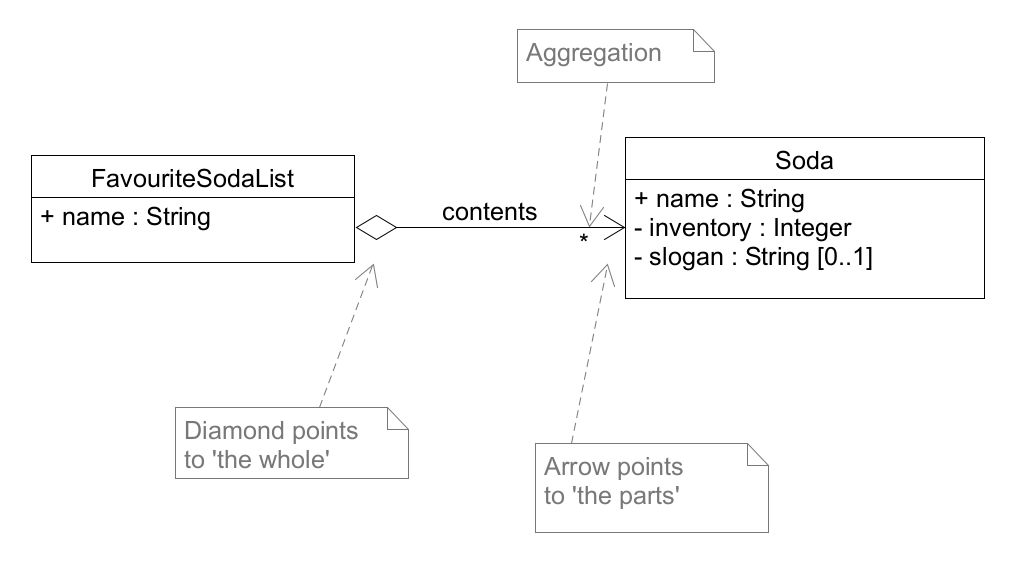 Aggregation
FavouriteSodaList
+ name : String
contents
*
Soda
+ name : String
- inventory : Integer
- slogan : String [0..1]
Diamond points
to 'the whole'
Arrow points
to 'the parts'